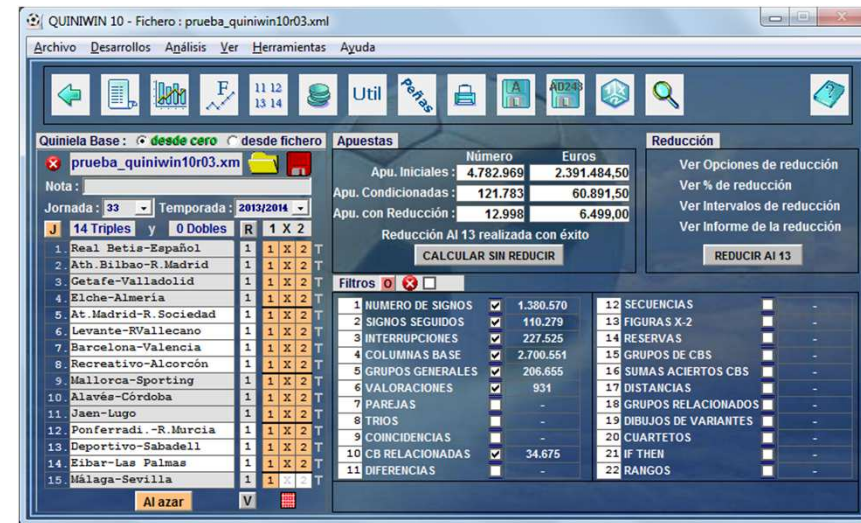 QUINIWIN 10 - Fichero : prueba_quiniwin10r03.xml
Archivo Desarrollos Análisis Ver Herramientas Ayuda
F 11 12 13 14 Util Peñas A AD243 1X2
Quiniela Base : desde cero desde fichero
prueba_quiniwin10r03.xm
Nota :
Jornada : 33 Temporada : 2013/2014
J 14 Triples y 0 Dobles R 1 X 2
1. Real Betis-Español 1 1 X 2 T
2. Ath.Bilbao-R.Madrid 1 1 X 2 T
3. Getafe-Valladolid 1 1 X 2 T
4. Elche-Almería 1 1 X 2 T
5. At.Madrid-R.Sociedad 1 1 X 2 T
6. Levante-RVallecano 1 1 X 2 T
7. Barcelona-Valencia 1 1 X 2 T
8. Recreativo-Alcorcón 1 1 X 2 T
9. Mallorca-Sporting 1 1 X 2 T
10. Alavés-Córdoba 1 1 X 2 T
11. Jaen-Lugo 1 1 X 2 T
12. Ponferradi.-R.Murcia 1 1 X 2 T
13. Deportivo-Sabadell 1 1 X 2 T
14. Eibar-Las Palmas 1 1 X 2 T
15. Málaga-Sevilla 1 1 X 2 T
Al azar V
Apuestas
Número Euros
Apu. Iniciales : 4.782.969 2.391.484,50
Apu. Condicionadas : 121.783 60.891,50
Apu. con Reducción : 12.998 6.499,00
Reducción Al 13 realizada con éxito
CALCULAR SIN REDUCIR
Reducción
Ver Opciones de reducción
Ver % de reducción
Ver Intervalos de reducción
Ver Informe de la reducción
REDUCIR Al 13
Filtros O
1 NUMERO DE SIGNOS 1.380.570
2 SIGNOS SEGUIDOS 110.279
3 INTERRUPCIONES 227.525
4 COLUMNAS BASE 2.700.551
5 GRUPOS GENERALES 206.655
6 VALORACIONES 931
7 PAREJAS -
8 TRIOS -
9 COINCIDENCIAS -
10 CB RELACIONADAS 34.675
11 DIFERENCIAS -
12 SECUENCIAS -
13 FIGURAS X-2 -
14 RESERVAS -
15 GRUPOS DE CBS -
16 SUMAS ACIERTOS CBS -
17 DISTANCIAS -
18 GRUPOS RELACIONADOS -
19 DIBUJOS DE VARIANTES -
20 CUARTETOS -
21 IF THEN -
22 RANGOS -